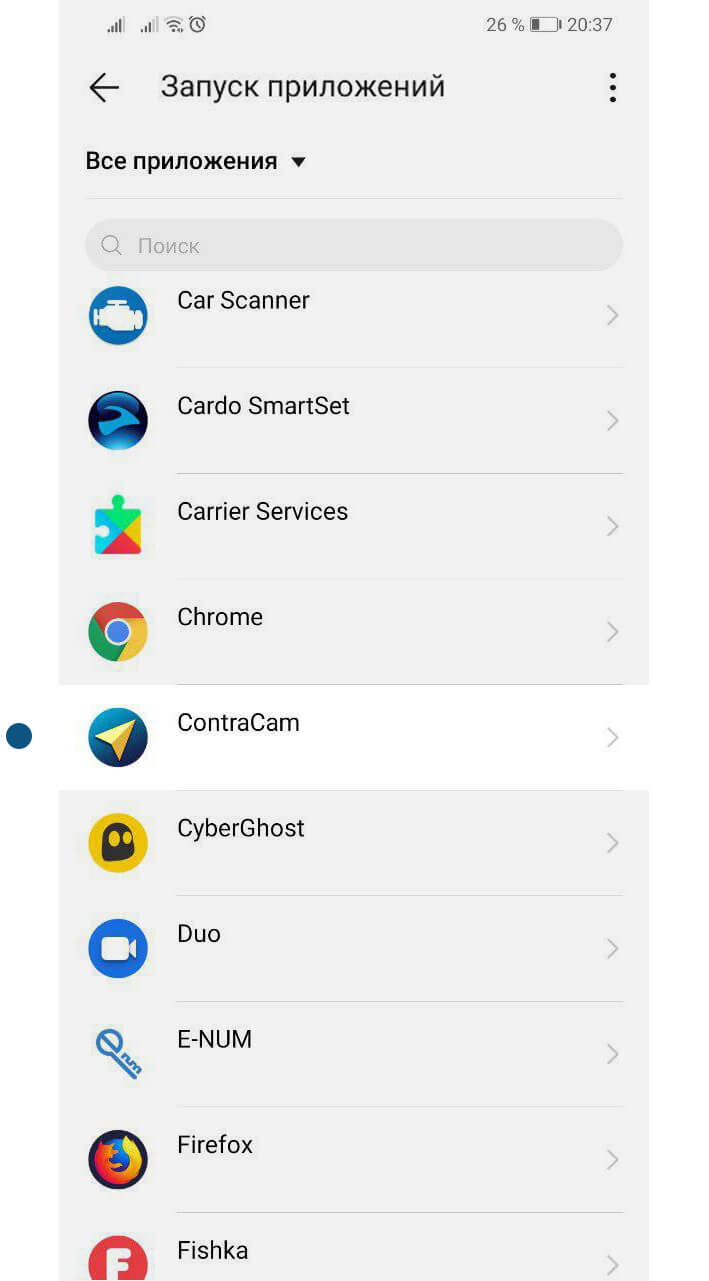 26 % 20:37
Запуск приложений
Все приложения
Поиск
Car Scanner
Cardo SmartSet
Carrier Services
Chrome
ContraCam
CyberGhost
Duo
E-NUM
num
Firefox
Fishka
F